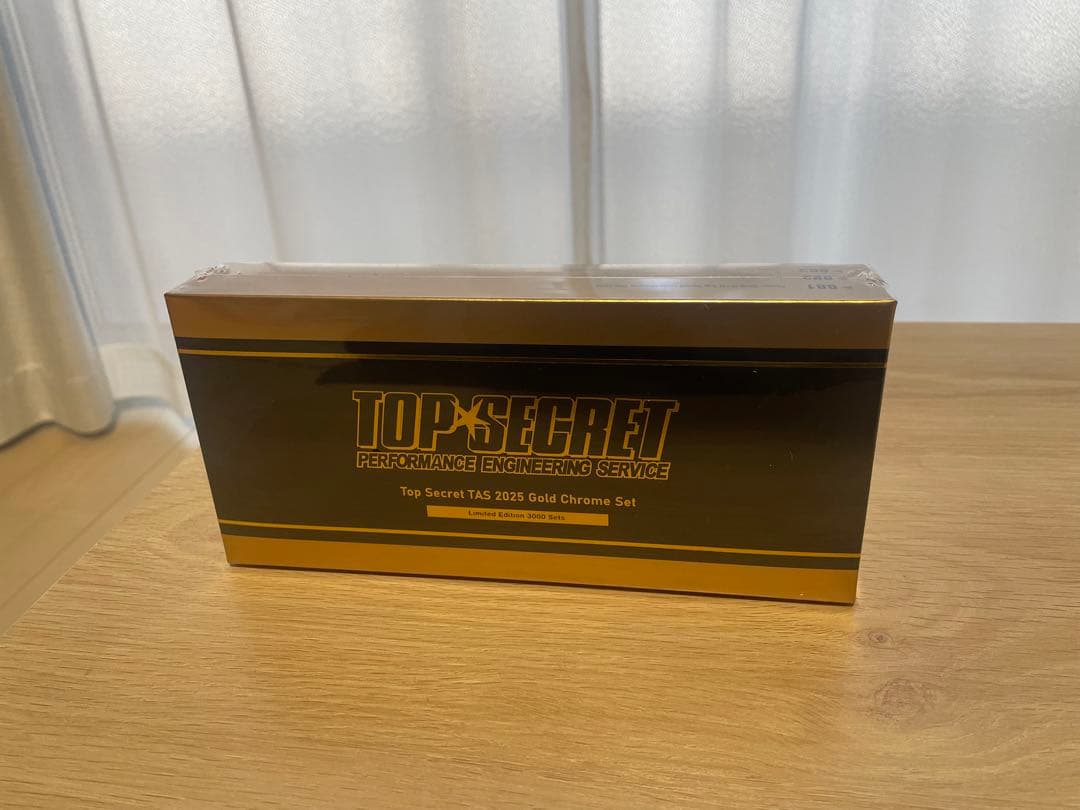 TOP★SECRET
PERFORMANCE ENGINEERING SERVICE
Top Secret TAS 2025 Gold Chrome Set
Limited Edition 3000 Sets